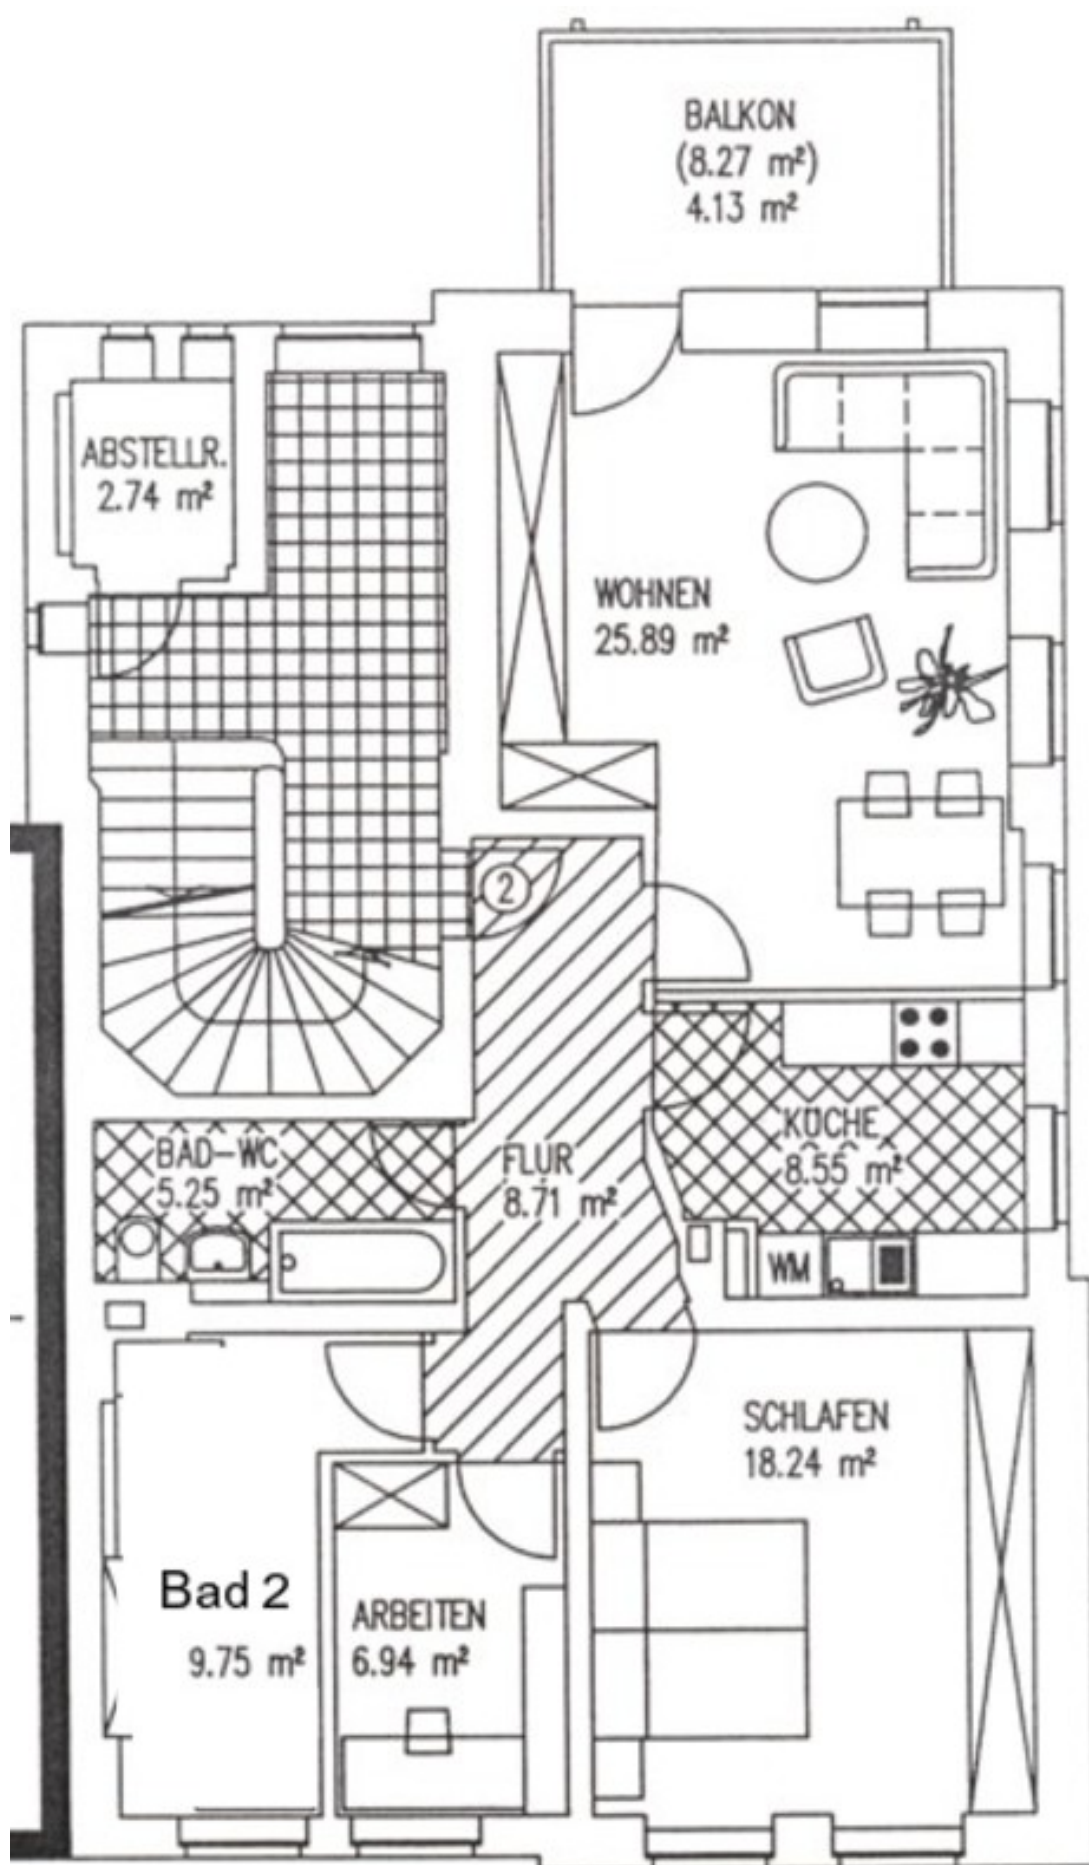 BALKON
(8.27 m²)
4.13 m²
ABSTELLR.
2.74 m²
WOHNEN
25.89 m²
2
KÜCHE
8.55 m²
BAD-WC
5.25 m²
FLUR
8.71 m²
WM
SCHLAFEN
18.24 m²
Bad 2
9.75 m²
ARBEITEN
6.94 m²